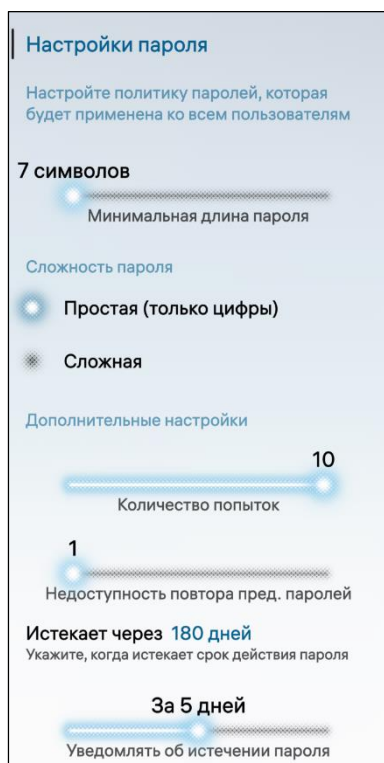 Настройки пароля
Настройте политику паролей, которая
будет применена ко всем пользователям
7 символов
Минимальная длина пароля
Сложность пароля
Простая (только цифры)
Сложная
Дополнительные настройки
10
Количество попыток
1
Недоступность повтора пред. паролей
Истекает через 180 дней
Укажите, когда истекает срок действия пароля
За 5 дней
Уведомлять об истечении пароля